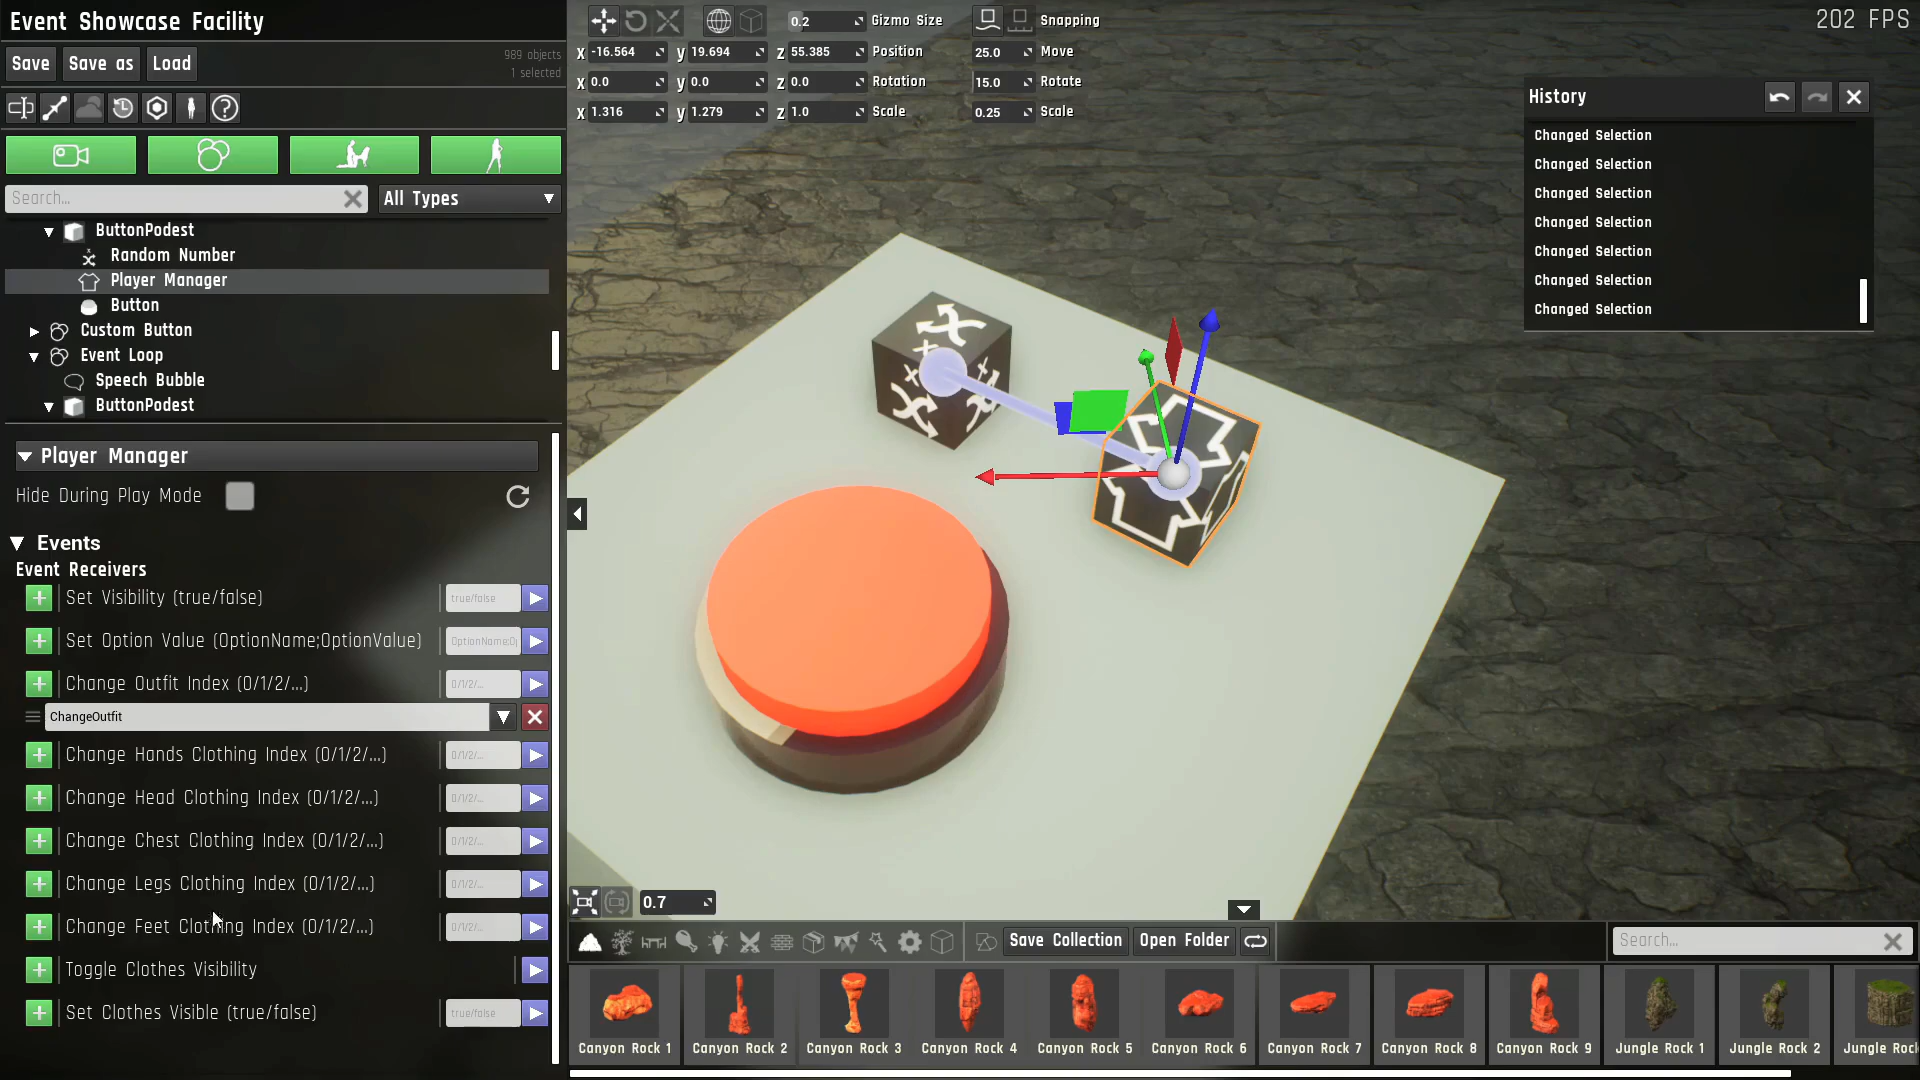 Event Showcase Facility
Save
Save as
Load
989 objects
1 selected
Search...
All Types
ButtonPodest
Random Number
Player Manager
Button
Custom Button
Event Loop
Speech Bubble
ButtonPodest
Player Manager
Hide During Play Mode
Events
Event Receivers
Set Visibility (true/false)
true/false
Set Option Value (OptionName;OptionValue)
OptionName;Op
Change Outfit Index (0/1/2/...)
0/1/2/...
ChangeOutfit
Change Hands Clothing Index (0/1/2/...)
0/1/2/...
Change Head Clothing Index (0/1/2/...)
0/1/2/...
Change Chest Clothing Index (0/1/2/...)
0/1/2/...
Change Legs Clothing Index (0/1/2/...)
0/1/2/...
Change Feet Clothing Index (0/1/2/...)
0/1/2/...
Toggle Clothes Visibility
Set Clothes Visible (true/false)
true/false
0.2 Gizmo Size
Snapping
x -16.564 y 19.694 z 55.385 Position
25.0 Move
x 0.0 y 0.0 z 0.0 Rotation
15.0 Rotate
x 1.316 y 1.279 z 1.0 Scale
0.25 Scale
202 FPS
History
Changed Selection
Changed Selection
Changed Selection
Changed Selection
Changed Selection
Changed Selection
Changed Selection
0.7
Save Collection
Open Folder
Search...
Canyon Rock 1
Canyon Rock 2
Canyon Rock 3
Canyon Rock 4
Canyon Rock 5
Canyon Rock 6
Canyon Rock 7
Canyon Rock 8
Canyon Rock 9
Jungle Rock 1
Jungle Rock 2
Jungle Roc